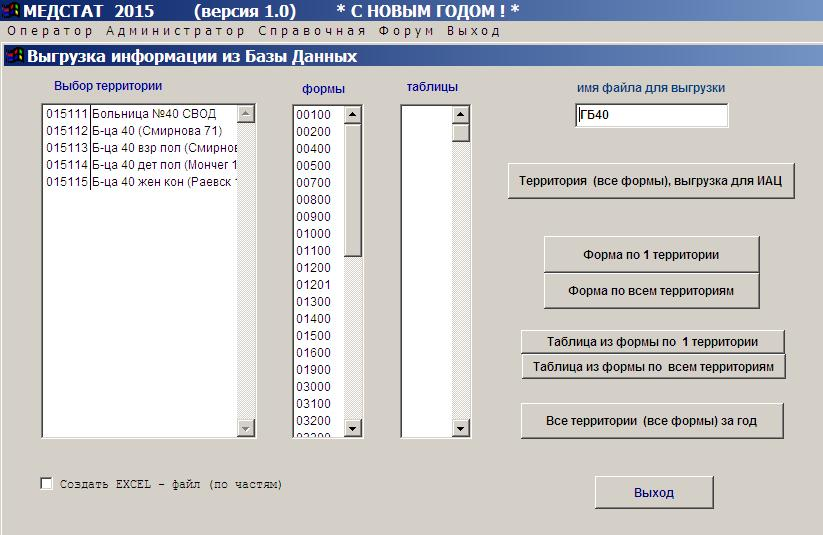 МЕДСТАТ 2015 (версия 1.0) * С НОВЫМ ГОДОМ ! *
Оператор Администратор Справочная Форум Выход
Выгрузка информации из Базы Данных
Выбор территории
015111 Больница №40 СВОД
015112 Б-ца 40 (Смирнова 71)
015113 Б-ца 40 взр пол (Смирнов
015114 Б-ца 40 дет пол (Мончег 1
015115 Б-ца 40 жен кон (Раевск
формы
00100
00200
00400
00500
00700
00800
00900
01000
01100
01200
01201
01300
01400
01500
01600
01900
03000
03100
03200
таблицы
имя файла для выгрузки
ГБ40
Территория (все формы), выгрузка для ИАЦ
Форма по 1 территории
Форма по всем территориям
Таблица из формы по 1 территории
Таблица из формы по всем территориям
Все территории (все формы) за год
Создать EXCEL - файл (по частям)
Выход